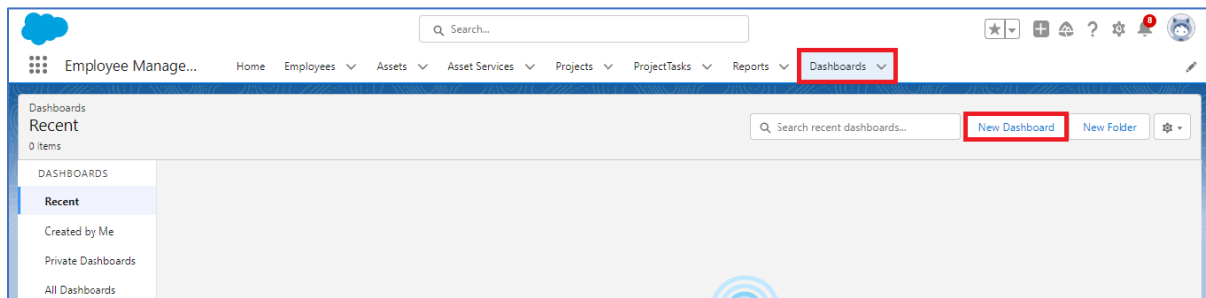 Search...
8
Employee Manage... Home Employees Assets Asset Services Projects ProjectTasks Reports Dashboards
Dashboards
Recent
0 items
Search recent dashboards... New Dashboard New Folder
DASHBOARDS
Recent
Created by Me
Private Dashboards
All Dashboards